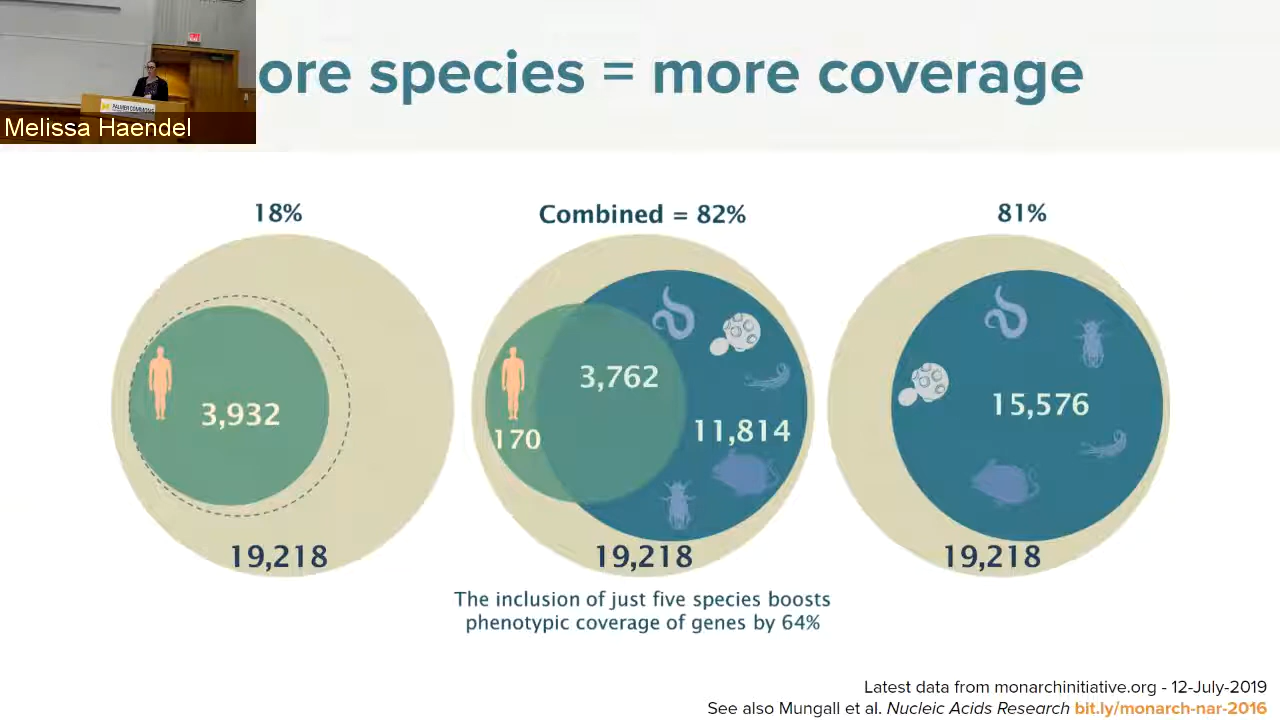 ore species = more coverage
PALMER COMMONS
Melissa Haendel
18%
Combined = 82%
81%
3,932
3,762
170
11,814
15,576
19,218
19,218
19,218
The inclusion of just five species boosts
phenotypic coverage of genes by 64%
Latest data from monarchinitiative.org - 12-July-2019
See also Mungall et al. Nucleic Acids Research bit.ly/monarch-nar-2016